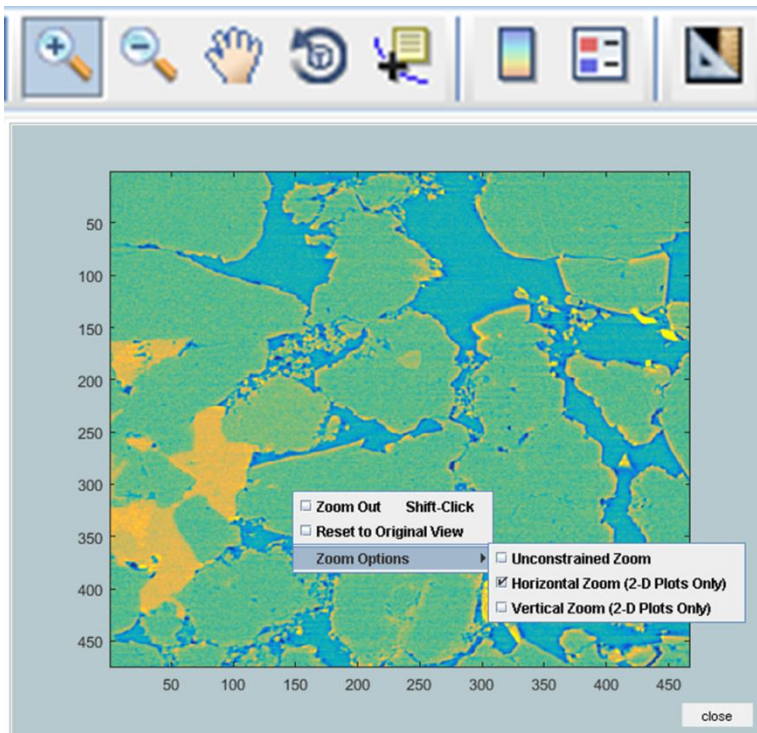 50
100
150
200
250
300
350
400
450
Zoom Out Shift-Click
Reset to Original View
Zoom Options
Unconstrained Zoom
Horizontal Zoom (2-D Plots Only)
Vertical Zoom (2-D Plots Only)
50 100 150 200 250 300 350 400 450
close